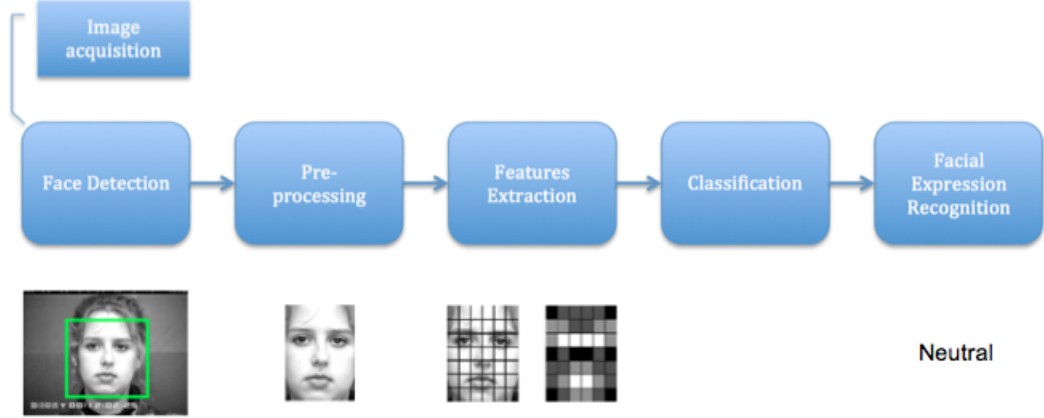 Image
acquisition
Face Detection
Pre-
processing
Features
Extraction
Classification
Facial
Expression
Recognition
Neutral